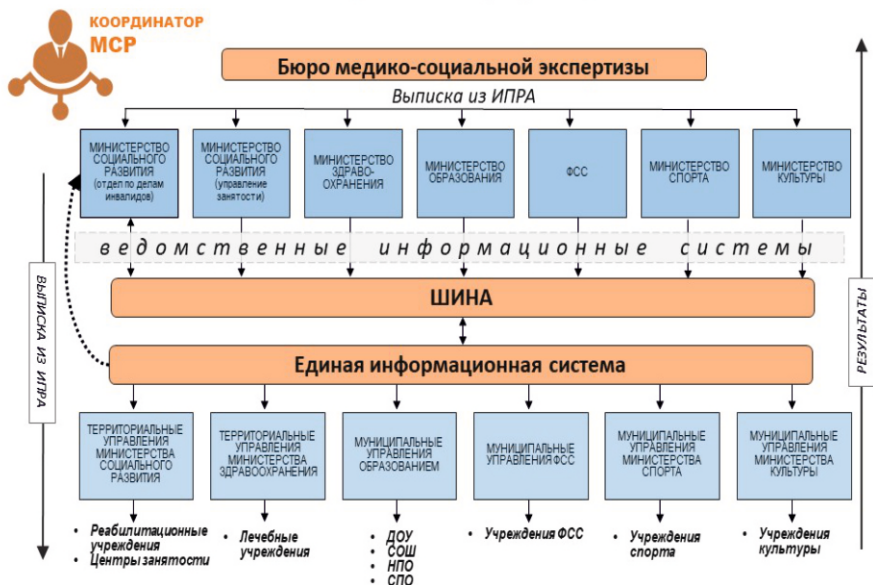 КООРДИНАТОР
МСР
Бюро медико-социальной экспертизы
Выписка из ИПРА
МИНИСТЕРСТВО
СОЦИАЛЬНОГО
РАЗВИТИЯ
(отдел по делам
инвалидов)
МИНИСТЕРСТВО
СОЦИАЛЬНОГО
РАЗВИТИЯ
(управление
занятости)
МИНИСТЕРСТВО
ЗДРАВО-
ОХРАНЕНИЯ
МИНИСТЕРСТВО
ОБРАЗОВАНИЯ
ФСС
МИНИСТЕРСТВО
СПОРТА
МИНИСТЕРСТВО
КУЛЬТУРЫ
ведомственные информационные системы
ШИНА
Единая информационная система
ВЫПИСКА ИЗ ИПРА
РЕЗУЛЬТАТЫ
ТЕРРИТОРИАЛЬНЫЕ
УПРАВЛЕНИЯ
МИНИСТЕРСТВА
СОЦИАЛЬНОГО
РАЗВИТИЯ
ТЕРРИТОРИАЛЬНЫЕ
УПРАВЛЕНИЯ
МИНИСТЕРСТВА
ЗДРАВООХРАНЕНИЯ
МУНИЦИПАЛЬНЫЕ
УПРАВЛЕНИЯ
ОБРАЗОВАНИЕМ
МУНИЦИПАЛЬНЫЕ
УПРАВЛЕНИЯ ФСС
МУНИЦИПАЛЬНЫЕ
УПРАВЛЕНИЯ
МИНИСТЕРСТВА
СПОРТА
МУНИЦИПАЛЬНЫЕ
УПРАВЛЕНИЯ
МИНИСТЕРСТВА
КУЛЬТУРЫ
• Реабилитационные
учреждения
• Центры занятости
• Лечебные
учреждения
• ДОУ
• СОШ
• НПО
• СПО
• Учреждения ФСС
• Учреждения
спорта
• Учреждения
культуры